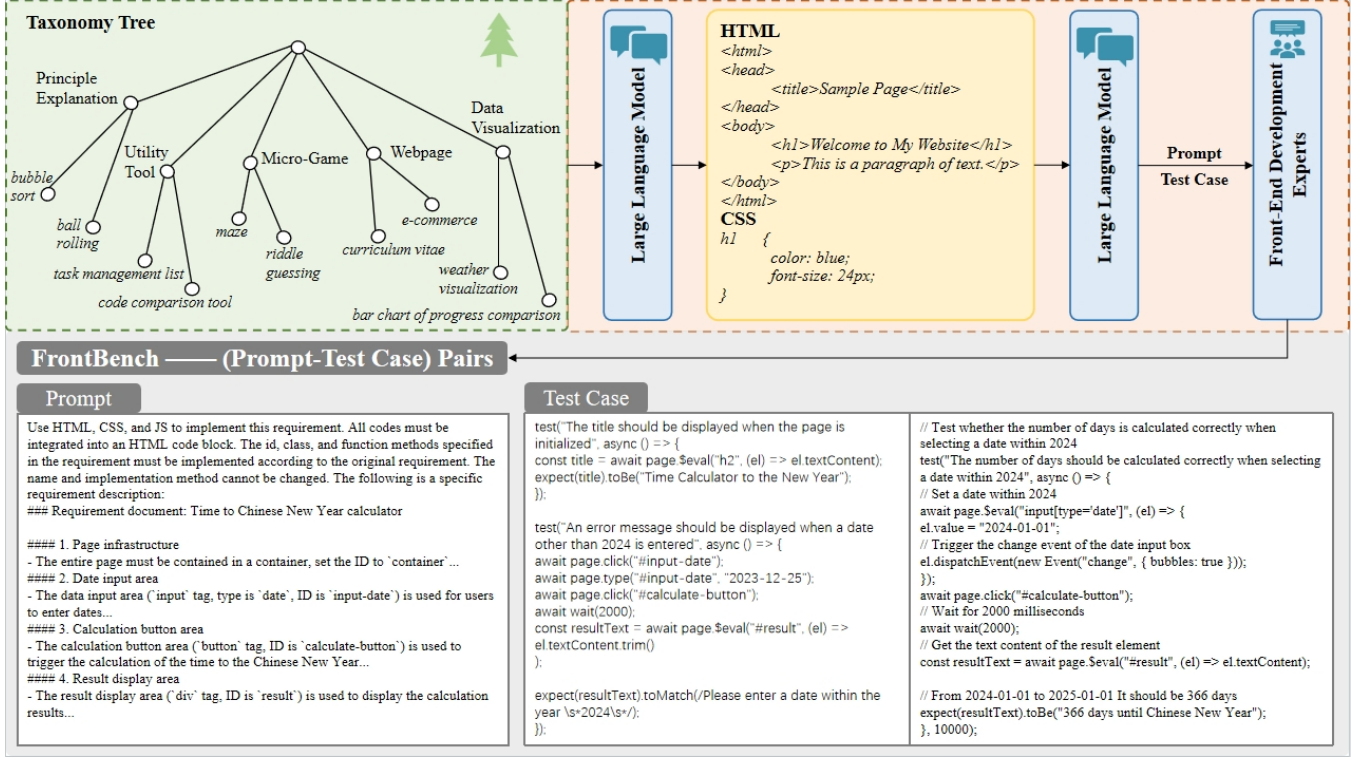 Taxonomy Tree
Principle
Explanation
Data
Visualization
Utility
Tool
Micro-Game
Webpage
bubble
sort
ball
rolling
task management list
code comparison tool
maze
riddle
guessing
curriculum vitae
e-commerce
weather
visualization
bar chart of progress comparison
Large Language Model
HTML
<html>
<head>
<title>Sample Page</title>
</head>
<body>
<h1>Welcome to My Website</h1>
<p>This is a paragraph of text.</p>
</body>
</html>
CSS
h1 {
color: blue;
font-size: 24px;
}
Large Language Model
Prompt
Test Case
Front-End Development
Experts
FrontBench —— (Prompt-Test Case) Pairs
Prompt
Use HTML, CSS, and JS to implement this requirement. All codes must be
integrated into an HTML code block. The id, class, and function methods specified
in the requirement must be implemented according to the original requirement. The
name and implementation method cannot be changed. The following is a specific
requirement description:
### Requirement document: Time to Chinese New Year calculator
#### 1. Page infrastructure
- The entire page must be contained in a container, set the ID to `container`...
#### 2. Date input area
- The data input area (`input` tag, type is `date`, ID is `input-date`) is used for users
to enter dates...
#### 3. Calculation button area
- The calculation button area (`button` tag, ID is `calculate-button`) is used to
trigger the calculation of the time to the Chinese New Year...
#### 4. Result display area
- The result display area (`div` tag, ID is `result`) is used to display the calculation
results...
Test Case
test("The title should be displayed when the page is
initialized", async () => {
const title = await page.$eval("h2", (el) => el.textContent);
expect(title).toBe("Time Calculator to the New Year");
});
test("An error message should be displayed when a date
other than 2024 is entered", async () => {
await page.click("#input-date");
await page.type("#input-date", "2023-12-25");
await page.click("#calculate-button");
await wait(2000);
const resultText = await page.$eval("#result", (el) =>
el.textContent.trim()
);
expect(resultText).toMatch(/Please enter a date within the
year \s*2024\s*/);
});
// Test whether the number of days is calculated correctly when
selecting a date within 2024
test("The number of days should be calculated correctly when selecting
a date within 2024", async () => {
// Set a date within 2024
await page.$eval("input[type='date']", (el) => {
el.value = "2024-01-01";
// Trigger the change event of the date input box
el.dispatchEvent(new Event("change", { bubbles: true }));
});
await page.click("#calculate-button");
// Wait for 2000 milliseconds
await wait(2000);
// Get the text content of the result element
const resultText = await page.$eval("#result", (el) => el.textContent);
// From 2024-01-01 to 2025-01-01 It should be 366 days
expect(resultText).toBe("366 days until Chinese New Year");
}, 10000);